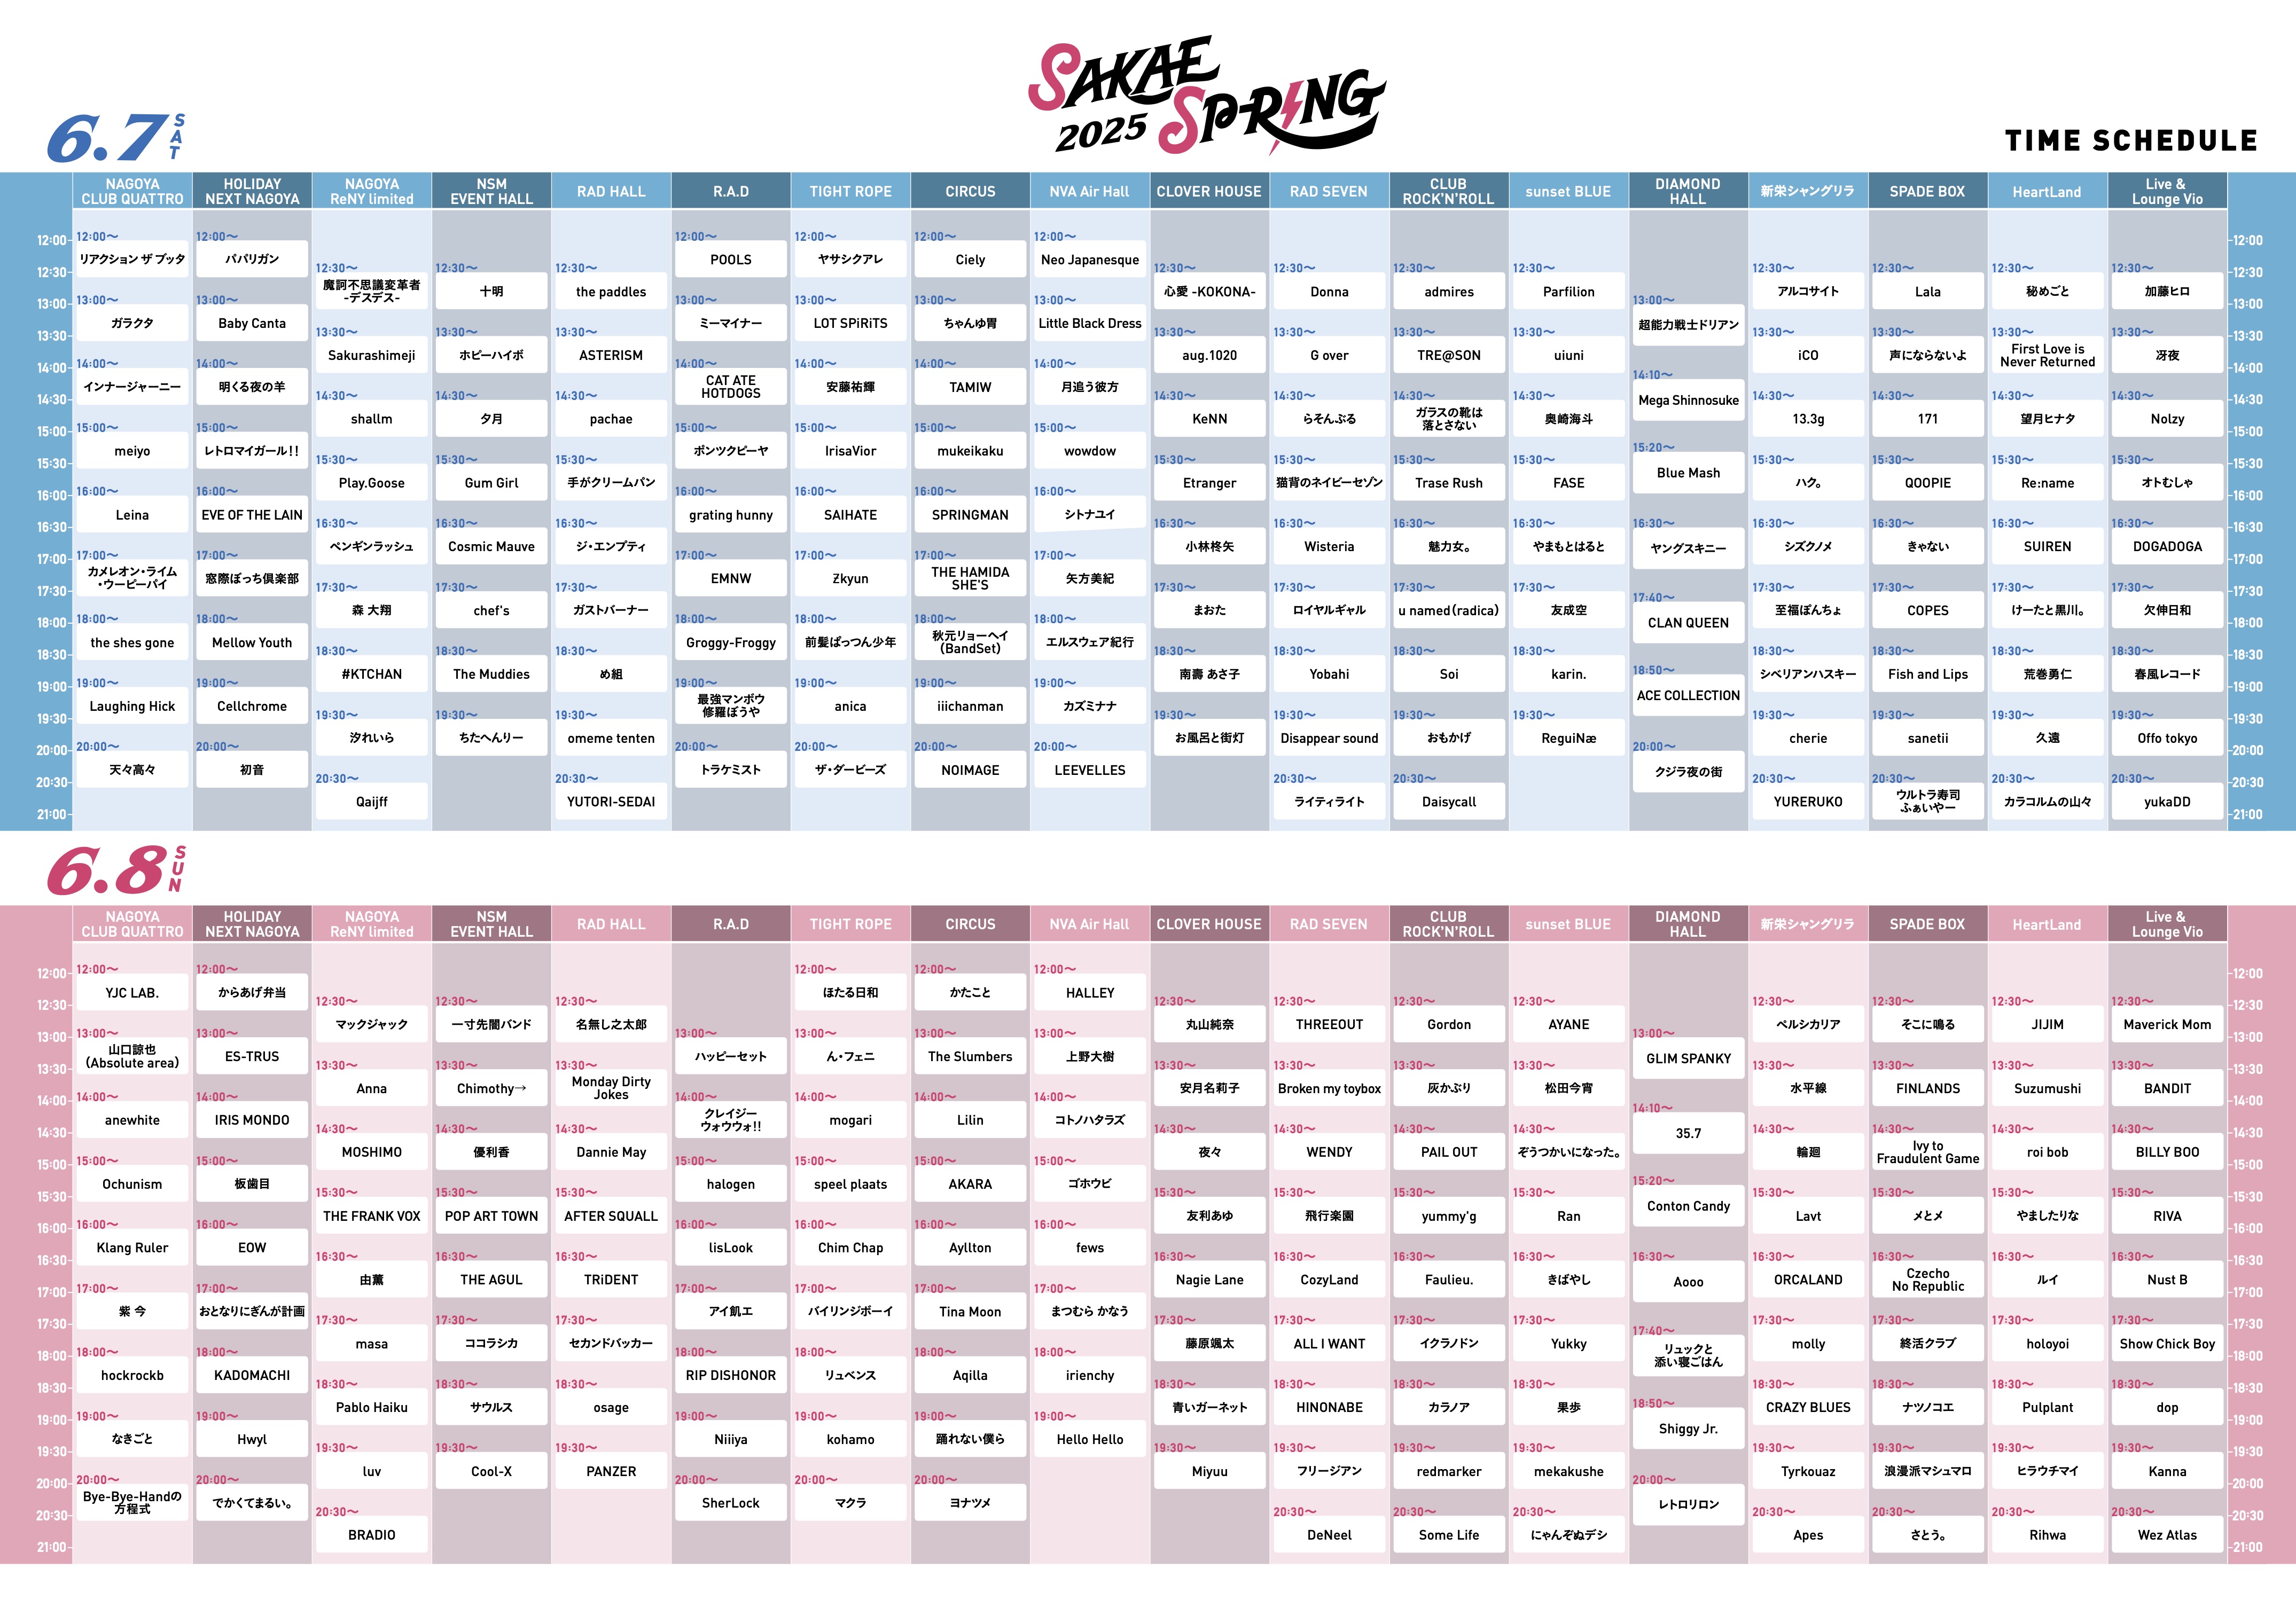 SAKAE
SPRING
2025
6.7 SAT
TIME SCHEDULE
NAGOYA
CLUB QUATTRO
HOLIDAY
NEXT NAGOYA
NAGOYA
ReNY limited
NSM
EVENT HALL
RAD HALL
R.A.D
TIGHT ROPE
CIRCUS
NVA Air Hall
CLOVER HOUSE
RAD SEVEN
CLUB
ROCK'N'ROLL
sunset BLUE
DIAMOND
HALL
新栄シャングリラ
SPADE BOX
HeartLand
Live &
Lounge Vio
12:00
12:30
13:00
13:30
14:00
14:30
15:00
15:30
16:00
16:30
17:00
17:30
18:00
18:30
19:00
19:30
20:00
20:30
21:00
12:00～
リアクション ザ ブッタ
13:00～
ガラクタ
14:00～
インナージャーニー
15:00～
meiyo
16:00～
Leina
17:00～
カメレオン・ライム
・ウーピーパイ
18:00～
the shes gone
19:00～
Laughing Hick
20:00～
天々高々
12:00～
パパリガン
13:00～
Baby Canta
14:00～
明くる夜の羊
15:00～
レトロマイガール!!
16:00～
EVE OF THE LAIN
17:00～
窓際ぼっち倶楽部
18:00～
Mellow Youth
19:00～
Cellchrome
20:00～
初音
12:30～
魔訶不思議変革者
-デスデス-
13:30～
Sakurashimeji
14:30～
shallm
15:30～
Play.Goose
16:30～
ペンギンラッシュ
17:30～
森 大翔
18:30～
#KTCHAN
19:30～
汐れいら
20:30～
Qaijff
12:30～
十明
13:30～
ホビーハイボ
14:30～
夕月
15:30～
Gum Girl
16:30～
Cosmic Mauve
17:30～
chef's
18:30～
The Muddies
19:30～
ちたへんりー
12:30～
the paddles
13:30～
ASTERISM
14:30～
pachae
15:30～
手がクリームパン
16:30～
ジ・エンプティ
17:30～
ガストバーナー
18:30～
め組
19:30～
omeme tenten
20:30～
YUTORI-SEDAI
12:00～
POOLS
13:00～
ミーマイナー
14:00～
CAT ATE
HOTDOGS
15:00～
ポンツクピーヤ
16:00～
grating hunny
17:00～
EMNW
18:00～
Groggy-Froggy
19:00～
最強マンボウ
修羅ぼうや
20:00～
トラケミスト
12:00～
ヤサシクアレ
13:00～
LOT SPiRiTS
14:00～
安藤祐輝
15:00～
IrisaVior
16:00～
SAIHATE
17:00～
Zkyun
18:00～
前髪ぱっつん少年
19:00～
anica
20:00～
ザ・ダービーズ
12:00～
Ciely
13:00～
ちゃんゆ胃
14:00～
TAMIW
15:00～
mukeikaku
16:00～
SPRINGMAN
17:00～
THE HAMIDA
SHE'S
18:00～
秋元リョーヘイ
(BandSet)
19:00～
iiichanman
20:00～
NOIMAGE
12:00～
Neo Japanesque
13:00～
Little Black Dress
14:00～
月追う彼方
15:00～
wowdow
16:00～
シトナユイ
17:00～
矢方美紀
18:00～
エルスウェア紀行
19:00～
カズミナナ
20:00～
LEEVELLES
12:30～
心愛 -KOKONA-
13:30～
aug.1020
14:30～
KeNN
15:30～
Etranger
16:30～
小林柊矢
17:30～
まおた
18:30～
南壽 あさ子
19:30～
お風呂と街灯
12:30～
Donna
13:30～
G over
14:30～
らそんぶる
15:30～
猫背のネイビーセゾン
16:30～
Wisteria
17:30～
ロイヤルギャル
18:30～
Yobahi
19:30～
Disappear sound
20:30～
ライティライト
12:30～
admires
13:30～
TRE@SON
14:30～
ガラスの靴は
落とさない
15:30～
Trase Rush
16:30～
魅力女。
17:30～
u named(radica)
18:30～
Soi
19:30～
おもかげ
20:30～
Daisycall
12:30～
Parfilion
13:30～
uiuni
14:30～
奥崎海斗
15:30～
FASE
16:30～
やまもとはると
17:30～
友成空
18:30～
karin.
19:30～
ReguiNæ
13:00～
超能力戦士ドリアン
14:10～
Mega Shinnosuke
15:20～
Blue Mash
16:30～
ヤングスキニー
17:40～
CLAN QUEEN
18:50～
ACE COLLECTION
20:00～
クジラ夜の街
12:30～
アルコサイト
13:30～
iCO
14:30～
13.3g
15:30～
ハク。
16:30～
シズクノメ
17:30～
至福ぽんちょ
18:30～
シベリアンハスキー
19:30～
cherie
20:30～
YURERUKO
12:30～
Lala
13:30～
声にならないよ
14:30～
171
15:30～
QOOPIE
16:30～
きゃない
17:30～
COPES
18:30～
Fish and Lips
19:30～
sanetii
20:30～
ウルトラ寿司
ふぁいやー
12:30～
秘めごと
13:30～
First Love is
Never Returned
14:30～
望月ヒナタ
15:30～
Re:name
16:30～
SUIREN
17:30～
けーたと黒川。
18:30～
荒巻勇仁
19:30～
久遠
20:30～
カラコルムの山々
12:30～
加藤ヒロ
13:30～
冴夜
14:30～
Nolzy
15:30～
オトむしゃ
16:30～
DOGADOGA
17:30～
欠伸日和
18:30～
春風レコード
19:30～
Offo tokyo
20:30～
yukaDD
12:00
12:30
13:00
13:30
14:00
14:30
15:00
15:30
16:00
16:30
17:00
17:30
18:00
18:30
19:00
19:30
20:00
20:30
21:00
6.8 SUN
NAGOYA
CLUB QUATTRO
HOLIDAY
NEXT NAGOYA
NAGOYA
ReNY limited
NSM
EVENT HALL
RAD HALL
R.A.D
TIGHT ROPE
CIRCUS
NVA Air Hall
CLOVER HOUSE
RAD SEVEN
CLUB
ROCK'N'ROLL
sunset BLUE
DIAMOND
HALL
新栄シャングリラ
SPADE BOX
HeartLand
Live &
Lounge Vio
12:00
12:30
13:00
13:30
14:00
14:30
15:00
15:30
16:00
16:30
17:00
17:30
18:00
18:30
19:00
19:30
20:00
20:30
21:00
12:00～
YJC LAB.
13:00～
山口諒也
(Absolute area)
14:00～
anewhite
15:00～
Ochunism
16:00～
Klang Ruler
17:00～
紫 今
18:00～
hockrockb
19:00～
なきごと
20:00～
Bye-Bye-Handの
方程式
12:00～
からあげ弁当
13:00～
ES-TRUS
14:00～
IRIS MONDO
15:00～
板歯目
16:00～
EOW
17:00～
おとなりにぎんが計画
18:00～
KADOMACHI
19:00～
Hwyl
20:00～
でかくてまるい。
12:30～
マックジャック
13:30～
Anna
14:30～
MOSHIMO
15:30～
THE FRANK VOX
16:30～
由薫
17:30～
masa
18:30～
Pablo Haiku
19:30～
luv
20:30～
BRADIO
12:30～
一寸先闇バンド
13:30～
Chimothy→
14:30～
優利香
15:30～
POP ART TOWN
16:30～
THE AGUL
17:30～
ココラシカ
18:30～
サウルス
19:30～
Cool-X
12:30～
名無し之太郎
13:30～
Monday Dirty
Jokes
14:30～
Dannie May
15:30～
AFTER SQUALL
16:30～
TRiDENT
17:30～
セカンドバッカー
18:30～
osage
19:30～
PANZER
13:00～
ハッピーセット
14:00～
クレイジー
ウォウウォ!!
15:00～
halogen
16:00～
lisLook
17:00～
アイ飢エ
18:00～
RIP DISHONOR
19:00～
Niiiya
20:00～
SherLock
12:00～
ほたる日和
13:00～
ん・フェニ
14:00～
mogari
15:00～
speel plaats
16:00～
Chim Chap
17:00～
バイリンジボーイ
18:00～
リュベンス
19:00～
kohamo
20:00～
マクラ
12:00～
かたこと
13:00～
The Slumbers
14:00～
Lilin
15:00～
AKARA
16:00～
Ayllton
17:00～
Tina Moon
18:00～
Aqilla
19:00～
踊れない僕ら
20:00～
ヨナツメ
12:00～
HALLEY
13:00～
上野大樹
14:00～
コトノハタラズ
15:00～
ゴホウビ
16:00～
fews
17:00～
まつむら かなう
18:00～
irienchy
19:00～
Hello Hello
12:30～
丸山純奈
13:30～
安月名莉子
14:30～
夜々
15:30～
友利あゆ
16:30～
Nagie Lane
17:30～
藤原颯太
18:30～
青いガーネット
19:30～
Miyuu
12:30～
THREEOUT
13:30～
Broken my toybox
14:30～
WENDY
15:30～
飛行楽園
16:30～
CozyLand
17:30～
ALL I WANT
18:30～
HINONABE
19:30～
フリージアン
20:30～
DeNeel
12:30～
Gordon
13:30～
灰かぶり
14:30～
PAIL OUT
15:30～
yummy'g
16:30～
Faulieu.
17:30～
イクラノドン
18:30～
カラノア
19:30～
redmarker
20:30～
Some Life
12:30～
AYANE
13:30～
松田今宵
14:30～
ぞうつかいになった。
15:30～
Ran
16:30～
きばやし
17:30～
Yukky
18:30～
果歩
19:30～
mekakushe
20:30～
にゃんぞぬデシ
13:00～
GLIM SPANKY
14:10～
35.7
15:20～
Conton Candy
16:30～
Aooo
17:40～
リュックと
添い寝ごはん
18:50～
Shiggy Jr.
20:00～
レトロリロン
12:30～
ペルシカリア
13:30～
水平線
14:30～
輪廻
15:30～
Lavt
16:30～
ORCALAND
17:30～
molly
18:30～
CRAZY BLUES
19:30～
Tyrkouaz
20:30～
Apes
12:30～
そこに鳴る
13:30～
FINLANDS
14:30～
Ivy to
Fraudulent Game
15:30～
メとメ
16:30～
Czecho
No Republic
17:30～
終活クラブ
18:30～
ナツノコエ
19:30～
浪漫派マシュマロ
20:30～
さとう。
12:30～
JIJIM
13:30～
Suzumushi
14:30～
roi bob
15:30～
やましたりな
16:30～
ルイ
17:30～
holoyoi
18:30～
Pulplant
19:30～
ヒラウチマイ
20:30～
Rihwa
12:30～
Maverick Mom
13:30～
BANDIT
14:30～
BILLY BOO
15:30～
RIVA
16:30～
Nust B
17:30～
Show Chick Boy
18:30～
dop
19:30～
Kanna
20:30～
Wez Atlas
12:00
12:30
13:00
13:30
14:00
14:30
15:00
15:30
16:00
16:30
17:00
17:30
18:00
18:30
19:00
19:30
20:00
20:30
21:00